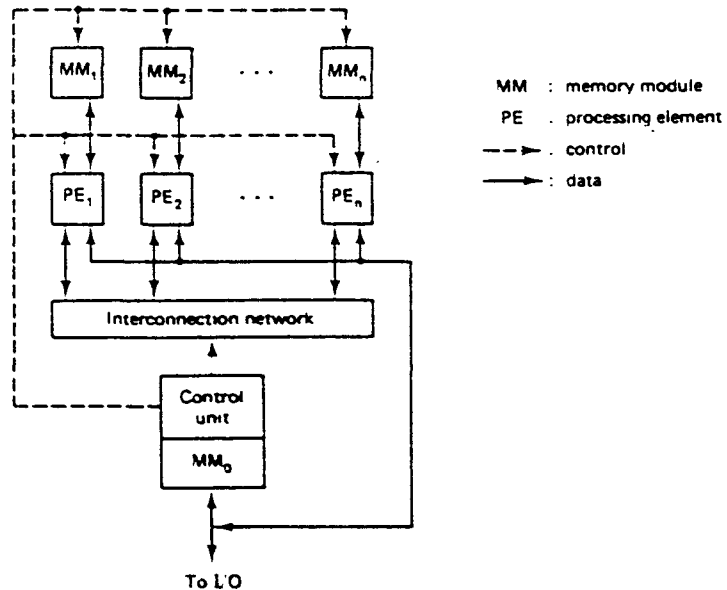 MM₁ MM₂ · · · MMₙ
PE₁ PE₂ · · · PEₙ
Interconnection network
Control
unit
MM₀
To I/O
MM : memory module
PE . processing element
. control
: data